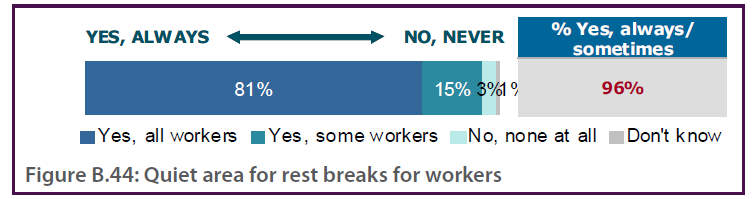 YES, ALWAYS NO, NEVER
% Yes, always/
sometimes
81% 15% 3% 1%
96%
Yes, all workers Yes, some workers No, none at all Don't know
Figure B.44: Quiet area for rest breaks for workers